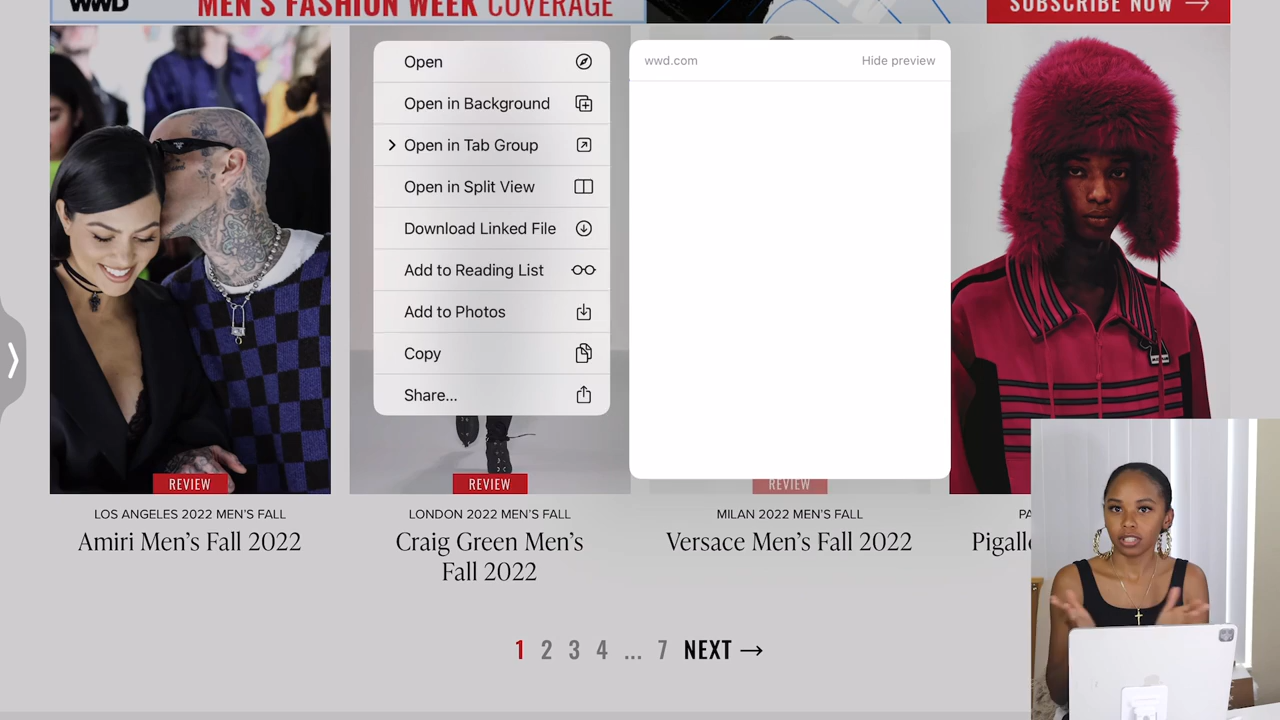 WWD
MEN'S FASHION WEEK COVERAGE
SUBSCRIBE NOW →
Open
Open in Background
Open in Tab Group
Open in Split View
Download Linked File
Add to Reading List
Add to Photos
Copy
Share...
wwd.com
Hide preview
REVIEW
REVIEW
REVIEW
LOS ANGELES 2022 MEN'S FALL
Amiri Men's Fall 2022
LONDON 2022 MEN'S FALL
Craig Green Men's
Fall 2022
MILAN 2022 MEN'S FALL
Versace Men's Fall 2022
PA
Pigall
1 2 3 4 ... 7 NEXT →